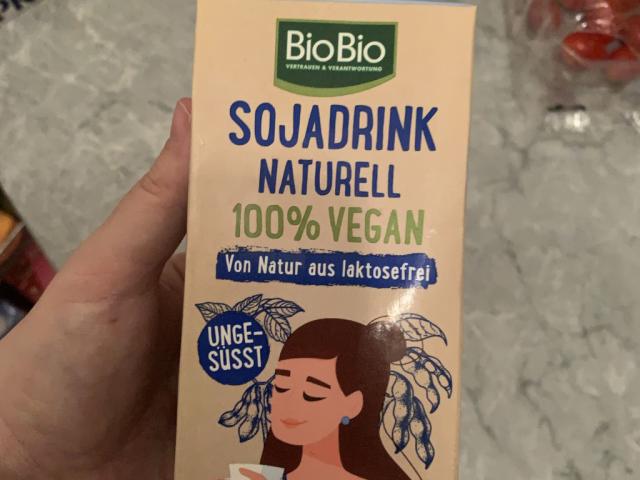 BioBio
VERTRAUEN & VERANTWORTUNG
SOJADRINK
NATURELL
100% VEGAN
Von Natur aus laktosefrei
UNGE-
SÜSST